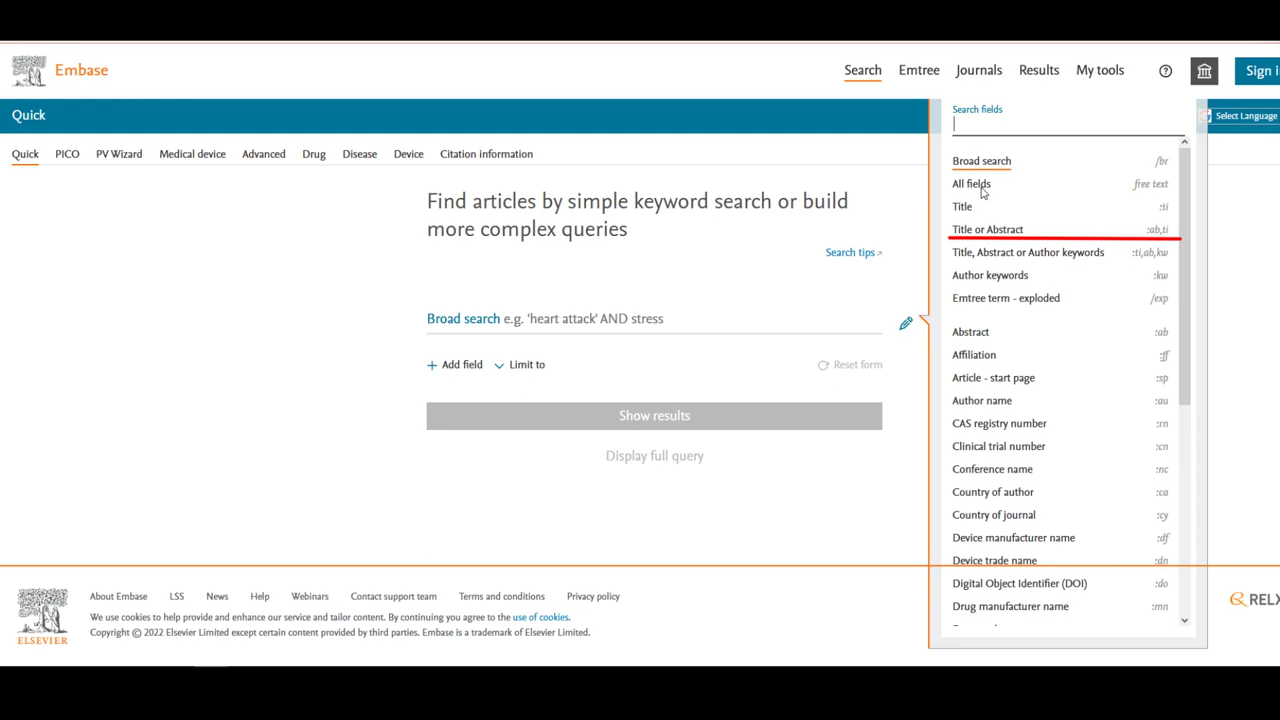 Embase
Search Emtree Journals Results My tools
Quick
Quick PICO PV Wizard Medical device Advanced Drug Disease Device Citation information
Find articles by simple keyword search or build
more complex queries
Search tips
Broad search e.g. 'heart attack' AND stress
+ Add field Limit to Reset form
Show results
Display full query
Search fields
Broad search /br
All fields free text
Title :ti
Title or Abstract :ab,ti
Title, Abstract or Author keywords :ti,ab,kw
Author keywords :kw
Emtree term - exploded /exp
Abstract :ab
Affiliation :ff
Article - start page :sp
Author name :au
CAS registry number :rn
Clinical trial number :cn
Conference name :nc
Country of author :ca
Country of journal :cy
Device manufacturer name :df
Device trade name :dn
Digital Object Identifier (DOI) :do
Drug manufacturer name :mn
Sign i
Select Language
ELSEVIER
About Embase LSS News Help Webinars Contact support team Terms and conditions Privacy policy
We use cookies to help provide and enhance our service and tailor content. By continuing you agree to the use of cookies.
Copyright © 2022 Elsevier Limited except certain content provided by third parties. Embase is a trademark of Elsevier Limited.
RELX